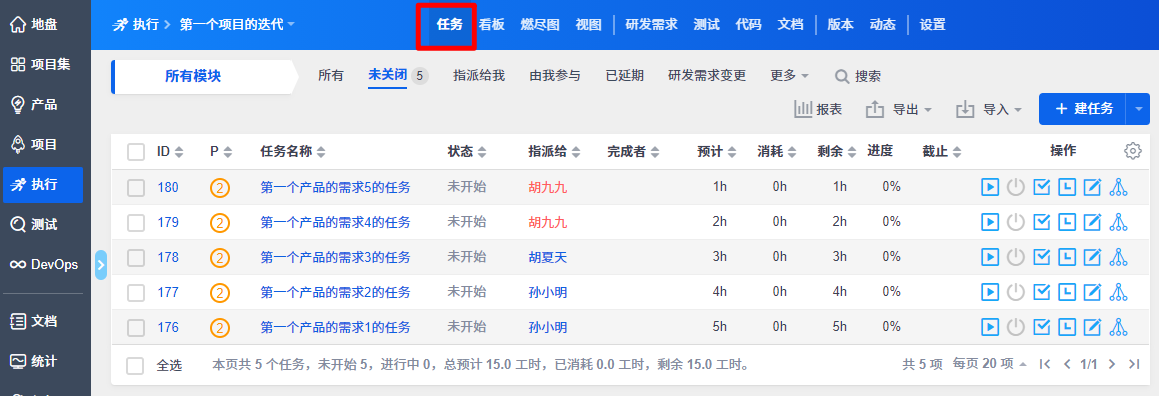 地盘
项目集
产品
项目
执行
测试
DevOps
文档
统计
执行 第一个项目的迭代 任务 看板 燃尽图 视图 研发需求 测试 代码 文档 版本 动态 设置
所有模块 所有 未关闭 5 指派给我 由我参与 已延期 研发需求变更 更多 搜索
报表 导出 导入 + 建任务
ID P 任务名称 状态 指派给 完成者 预计 消耗 剩余 进度 截止 操作
180 2 第一个产品的需求5的任务 未开始 胡九九 1h 0h 1h 0%
179 2 第一个产品的需求4的任务 未开始 胡九九 2h 0h 2h 0%
178 2 第一个产品的需求3的任务 未开始 胡夏天 3h 0h 3h 0%
177 2 第一个产品的需求2的任务 未开始 孙小明 4h 0h 4h 0%
176 2 第一个产品的需求1的任务 未开始 孙小明 5h 0h 5h 0%
全选 本页共 5 个任务，未开始 5，进行中 0，总预计 15.0 工时，已消耗 0.0 工时，剩余 15.0 工时。 共 5 项 每页 20 项 1/1